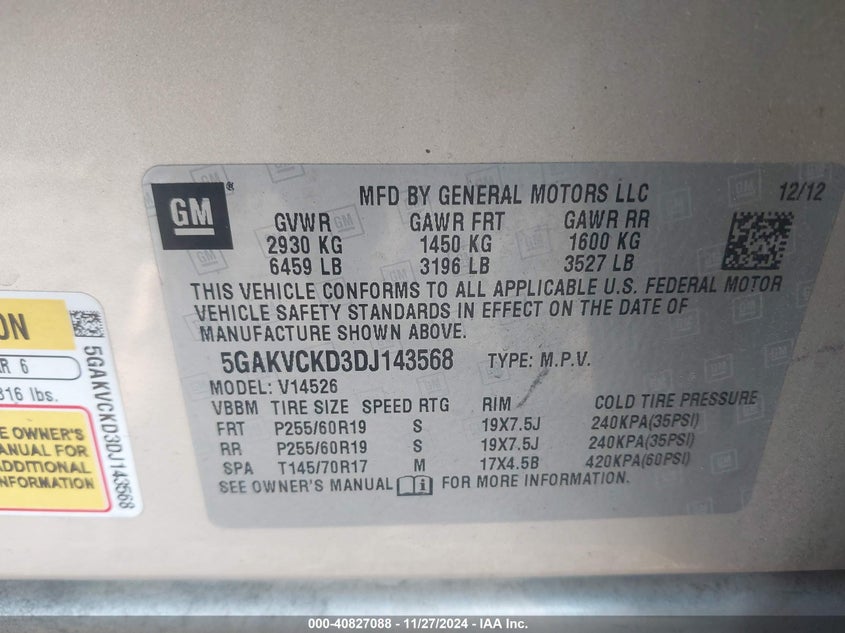 GM
MFD BY GENERAL MOTORS LLC 12/12
GVWR GAWR FRT GAWR RR
2930 KG 1450 KG 1600 KG
6459 LB 3196 LB 3527 LB
THIS VEHICLE CONFORMS TO ALL APPLICABLE U.S. FEDERAL MOTOR
VEHICLE SAFETY STANDARDS IN EFFECT ON THE DATE OF
MANUFACTURE SHOWN ABOVE.
5GAKVCKD3DJ143568 TYPE: M.P.V.
MODEL: V14526
VBBM TIRE SIZE SPEED RTG RIM COLD TIRE PRESSURE
FRT P255/60R19 S 19X7.5J 240KPA(35PSI)
RR P255/60R19 S 19X7.5J 240KPA(35PSI)
SPA T145/70R17 M 17X4.5B 420KPA(60PSI)
SEE OWNER'S MANUAL FOR MORE INFORMATION.
ON
R 6
316 lbs.
E OWNER'S
ANUAL FOR
ADDITIONAL
INFORMATION
5GAKVCKD3DJ143568
000-40827088 - 11/27/2024 - IAA Inc.